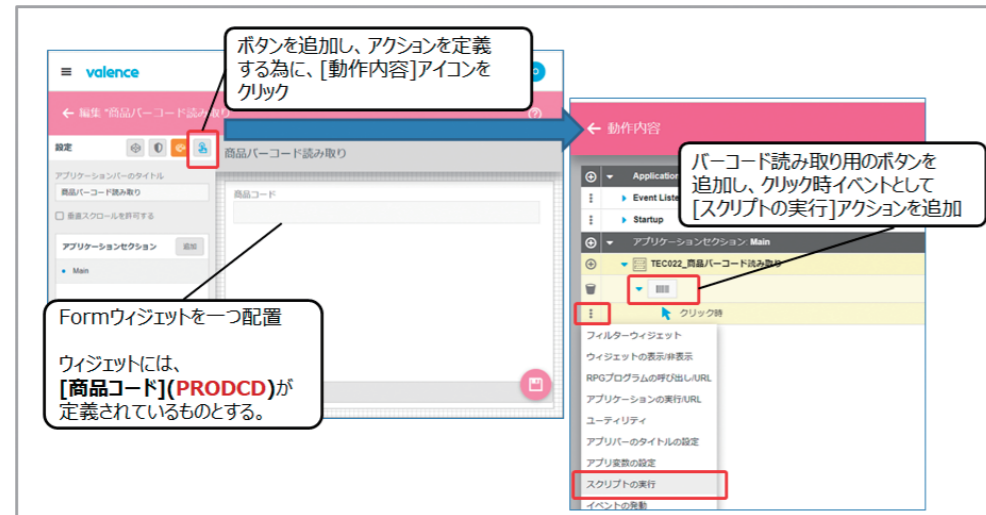 ボタンを追加し、アクションを定義
する為に、[動作内容]アイコンを
クリック
valence
編集 "商品バーコード読み取り
設定
アプリケーションバーのタイトル
商品バーコード読み取り
垂直スクロールを許可する
アプリケーションセクション
追加
Main
商品バーコード読み取り
商品コード
Formウィジェットを一つ配置
ウィジェットには、
[商品コード](PRODCD)が
定義されているものとする。
動作内容
バーコード読み取り用のボタンを
追加し、クリック時イベントとして
[スクリプトの実行]アクションを追加
Application
Event Liste
Startup
アプリケーションセクション: Main
TEC022_商品バーコード読み取り
クリック時
フィルターウィジェット
ウィジェットの表示/非表示
RPGプログラムの呼び出し/URL
アプリケーションの実行/URL
ユーティリティ
アプリバーのタイトルの設定
アプリ変数の設定
スクリプトの実行
イベントの発動